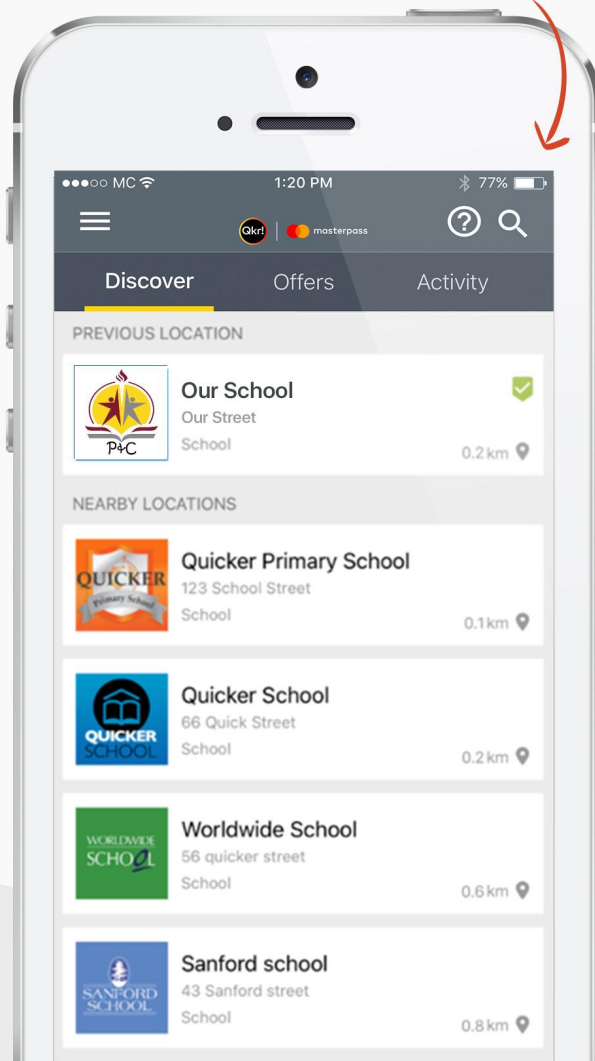 MC
1:20 PM
77%
Qkr! | masterpass
Discover
Offers
Activity
PREVIOUS LOCATION
P&C
Our School
Our Street
School
0.2 km
NEARBY LOCATIONS
QUICKER
Primary School
Quicker Primary School
123 School Street
School
0.1 km
QUICKER
SCHOOL
Quicker School
66 Quick Street
School
0.2 km
WORLDWIDE
SCHOOL
Worldwide School
56 quicker street
School
0.6 km
SANFORD
SCHOOL
Sanford school
43 Sanford street
School
0.8 km